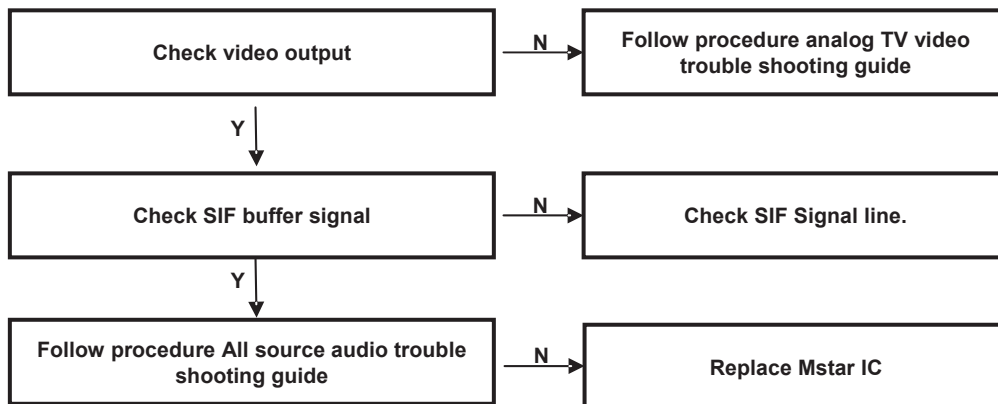 Check video output
N
Follow procedure analog TV video
trouble shooting guide
Y
Check SIF buffer signal
N
Check SIF Signal line.
Y
Follow procedure All source audio trouble
shooting guide
N
Replace Mstar IC